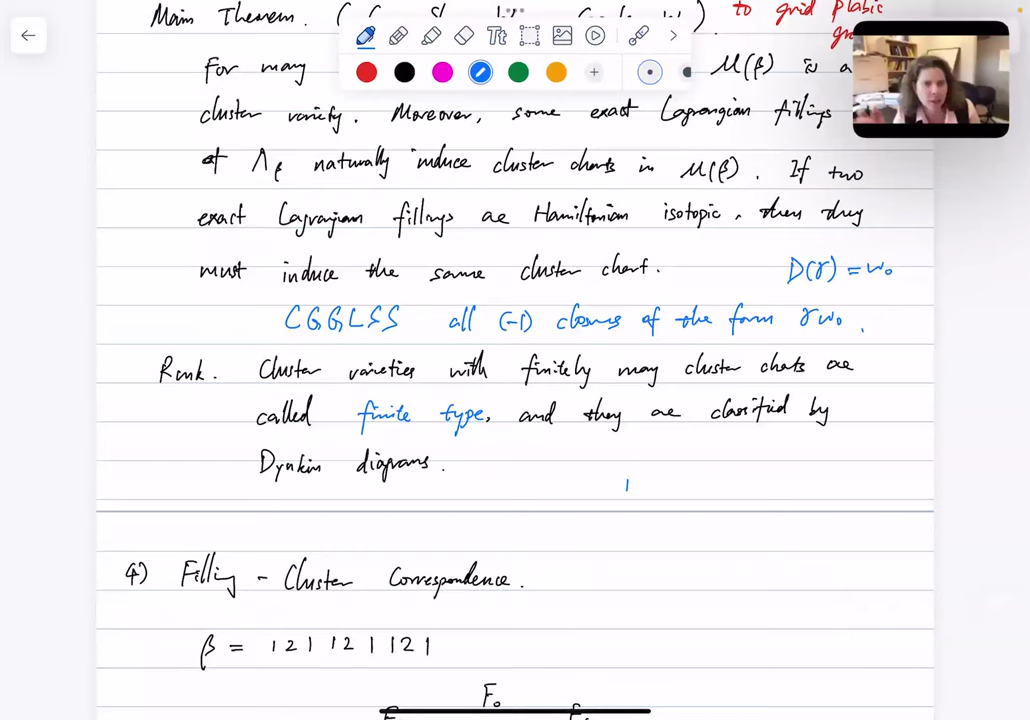 Main Theorem. ( ) to grid plabic
For many M(β) is a
cluster variety. Moreover, some exact Lagrangian fillings
of Λβ naturally induce cluster charts in M(β). If two
exact Lagrangian fillings are Hamiltonian isotopic, then they
must induce the same cluster chart. D(γ) = w₀
CGGLSS all (-1) closures of the form γw₀.
Rmk. Cluster varieties with finitely many cluster charts are
called finite type, and they are classified by
Dynkin diagrams.
4) Filling - Cluster Correspondence.
β = 121 121 121
F₀